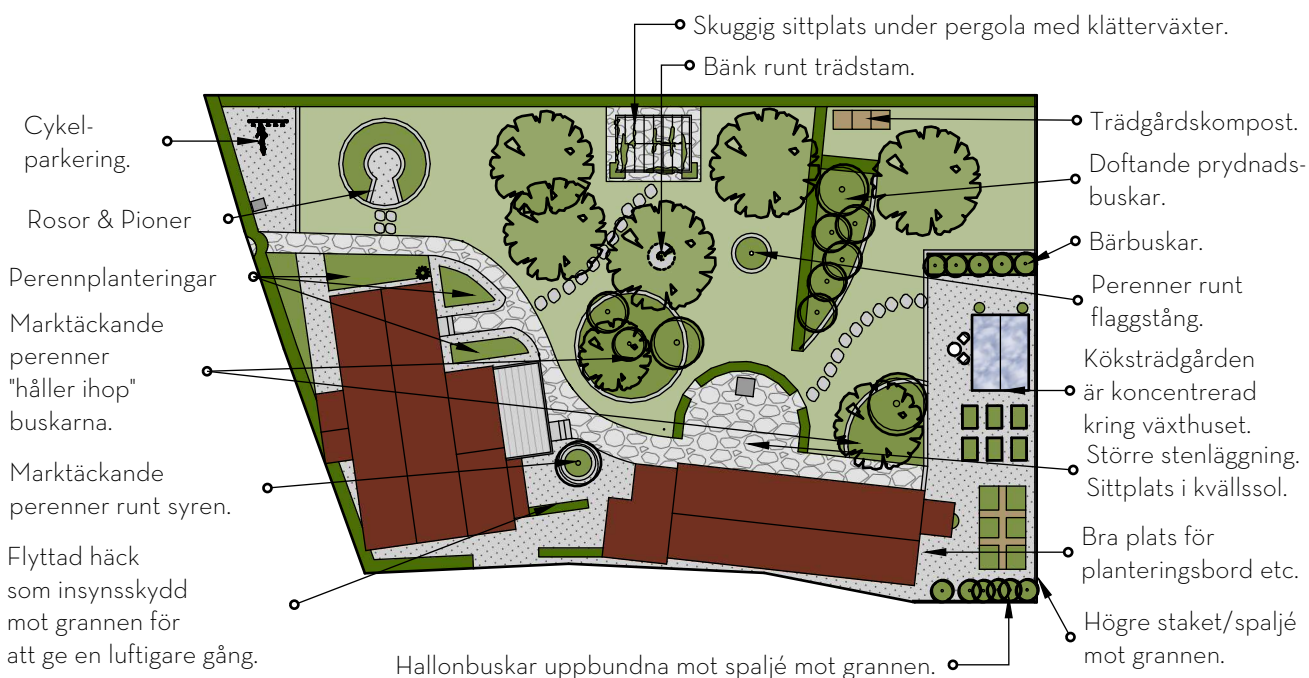 Skuggig sittplats under pergola med klätterväxter.
Bänk runt trädstam.
Cykel-
parkering.
Rosor & Pioner
Perennplanteringar
Marktäckande
perenner
"håller ihop"
buskarna.
Marktäckande
perenner runt syren.
Flyttad häck
som insynsskydd
mot grannen för
att ge en luftigare gång.
Trädgårdskompost.
Doftande prydnads-
buskar.
Bärbuskar.
Perenner runt
flaggstång.
Köksträdgården
är koncentrerad
kring växthuset.
Större stenläggning.
Sittplats i kvällssol.
Bra plats för
planteringsbord etc.
Högre staket/spaljé
mot grannen.
Hallonbuskar uppbundna mot spaljé mot grannen.